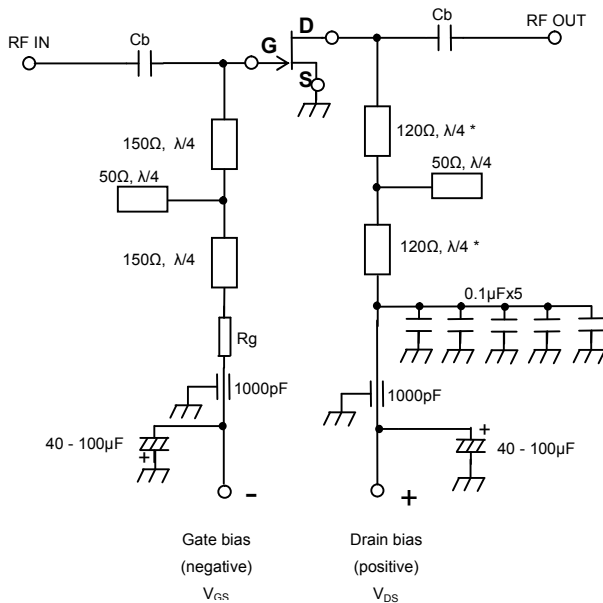 RF IN
Cb
G
D
S
Cb
RF OUT
150Ω, λ/4
120Ω, λ/4 *
50Ω, λ/4
50Ω, λ/4
150Ω, λ/4
120Ω, λ/4 *
0.1µFx5
Rg
1000pF
1000pF
40 - 100µF
+
+
40 - 100µF
-
+
Gate bias
(negative)
VGS
Drain bias
(positive)
VDS